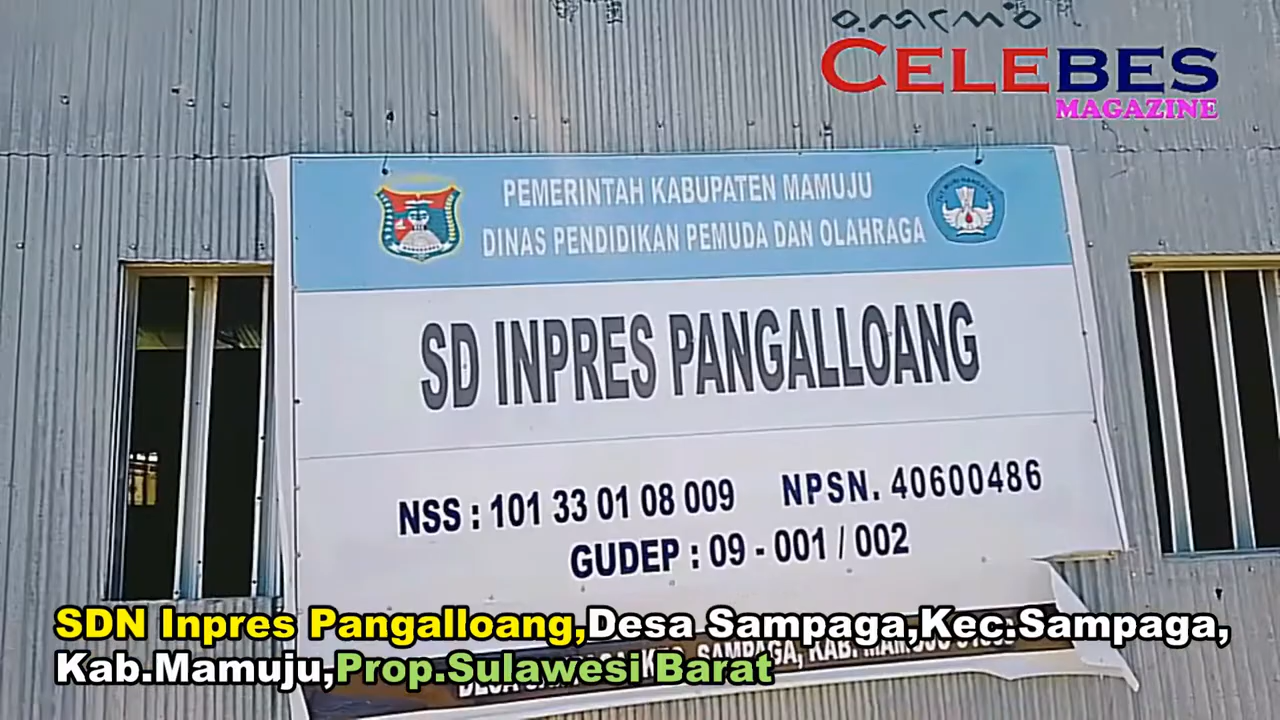 CELEBES
MAGAZINE
PEMERINTAH KABUPATEN MAMUJU
DINAS PENDIDIKAN PEMUDA DAN OLAHRAGA
SD INPRES PANGALLOANG
NSS : 101 33 01 08 009 NPSN. 40600486
GUDEP : 09 - 001 / 002
SDN Inpres Pangalloang,Desa Sampaga,Kec.Sampaga,
Kab.Mamuju,Prop.Sulawesi Barat